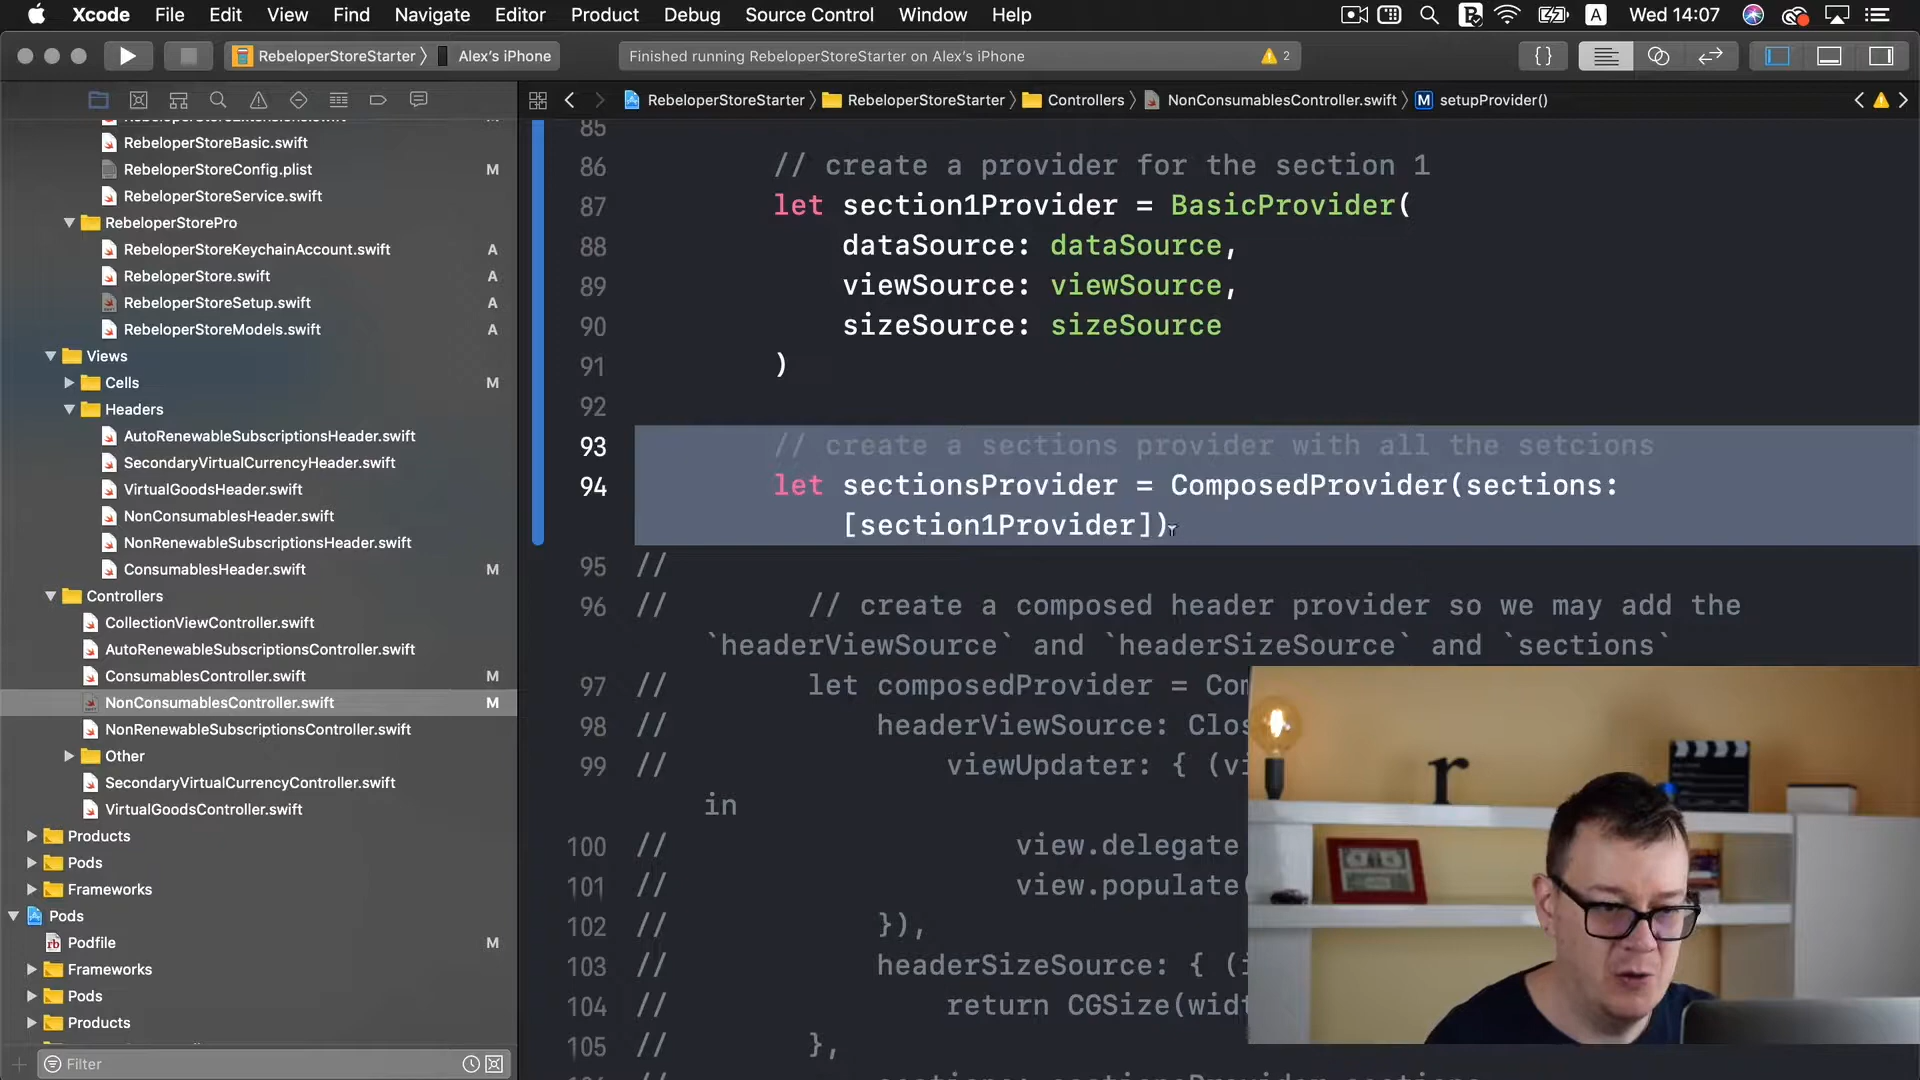 Xcode File Edit View Find Navigate Editor Product Debug Source Control Window Help A Wed 14:07
RebeloperStoreStarter Alex's iPhone Finished running RebeloperStoreStarter on Alex's iPhone 2
RebeloperStoreStarter RebeloperStoreStarter Controllers NonConsumablesController.swift M setupProvider()
RebeloperStoreBasic.swift
RebeloperStoreConfig.plist M
RebeloperStoreService.swift
RebeloperStorePro
RebeloperStoreKeychainAccount.swift A
RebeloperStore.swift A
RebeloperStoreSetup.swift A
RebeloperStoreModels.swift A
Views
Cells M
Headers
AutoRenewableSubscriptionsHeader.swift
SecondaryVirtualCurrencyHeader.swift
VirtualGoodsHeader.swift
NonConsumablesHeader.swift
NonRenewableSubscriptionsHeader.swift
ConsumablesHeader.swift M
Controllers
CollectionViewController.swift
AutoRenewableSubscriptionsController.swift
ConsumablesController.swift M
NonConsumablesController.swift M
NonRenewableSubscriptionsController.swift
Other
SecondaryVirtualCurrencyController.swift
VirtualGoodsController.swift
Products
Pods
Frameworks
Pods
Podfile M
Frameworks
Pods
Products
Filter
85
86 // create a provider for the section 1
87 let section1Provider = BasicProvider(
88 dataSource: dataSource,
89 viewSource: viewSource,
90 sizeSource: sizeSource
91 )
92
93 // create a sections provider with all the setcions
94 let sectionsProvider = ComposedProvider(sections:
[section1Provider])
95 //
96 // // create a composed header provider so we may add the
`headerViewSource` and `headerSizeSource` and `sections`
97 // let composedProvider = Com
98 // headerViewSource: Clos
99 // viewUpdater: { (vi
in
100 // view.delegate
101 // view.populate(
102 // }),
103 // headerSizeSource: { (i
104 // return CGSize(widt
105 // },